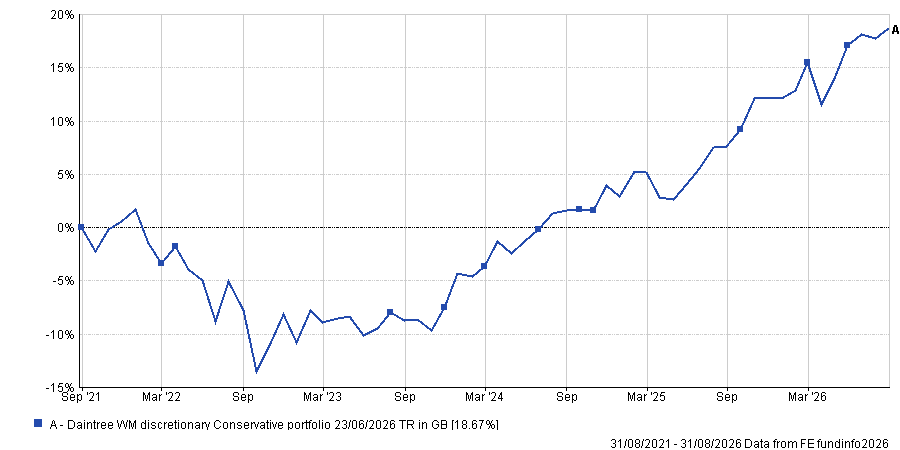 20%
15%
10%
5%
0%
-5%
-10%
-15%
A
Sep '21 Mar '22 Sep Mar '23 Sep Mar '24 Sep Mar '25 Sep Mar '26
A - Daintree WM discretionary Conservative portfolio 23/06/2026 TR in GB [18.67%]
31/08/2021 - 31/08/2026 Data from FE fundinfo2026